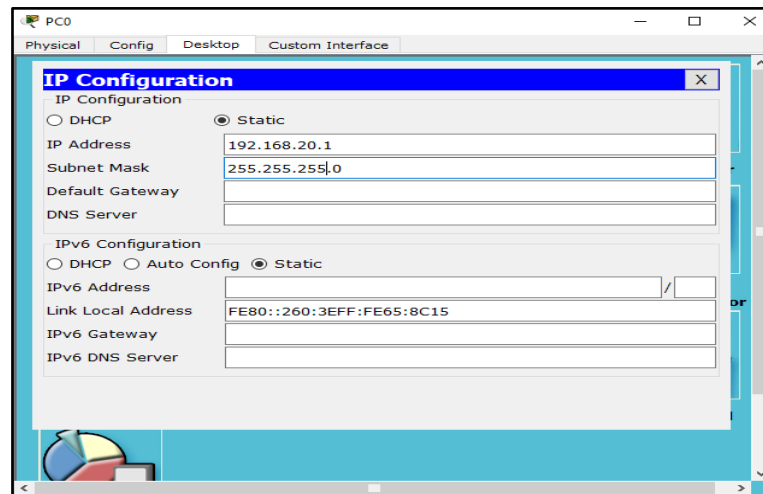 PC0
Physical Config Desktop Custom Interface
IP Configuration X
IP Configuration
DHCP Static
IP Address 192.168.20.1
Subnet Mask 255.255.255.0
Default Gateway
DNS Server
IPv6 Configuration
DHCP Auto Config Static
IPv6 Address /
Link Local Address FE80::260:3EFF:FE65:8C15
IPv6 Gateway
IPv6 DNS Server
or